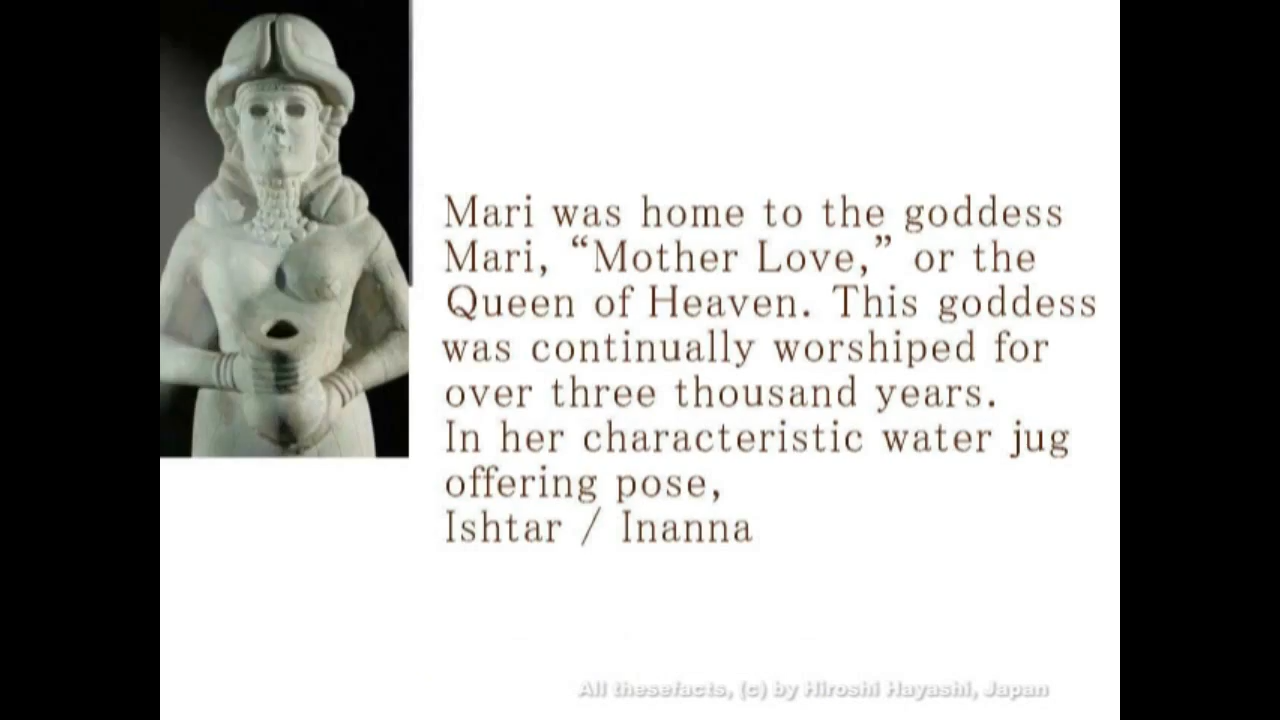 Mari was home to the goddess
Mari, “Mother Love,” or the
Queen of Heaven. This goddess
was continually worshiped for
over three thousand years.
In her characteristic water jug
offering pose,
Ishtar / Inanna
All thesefacts, (c) by Hiroshi Hayashi, Japan